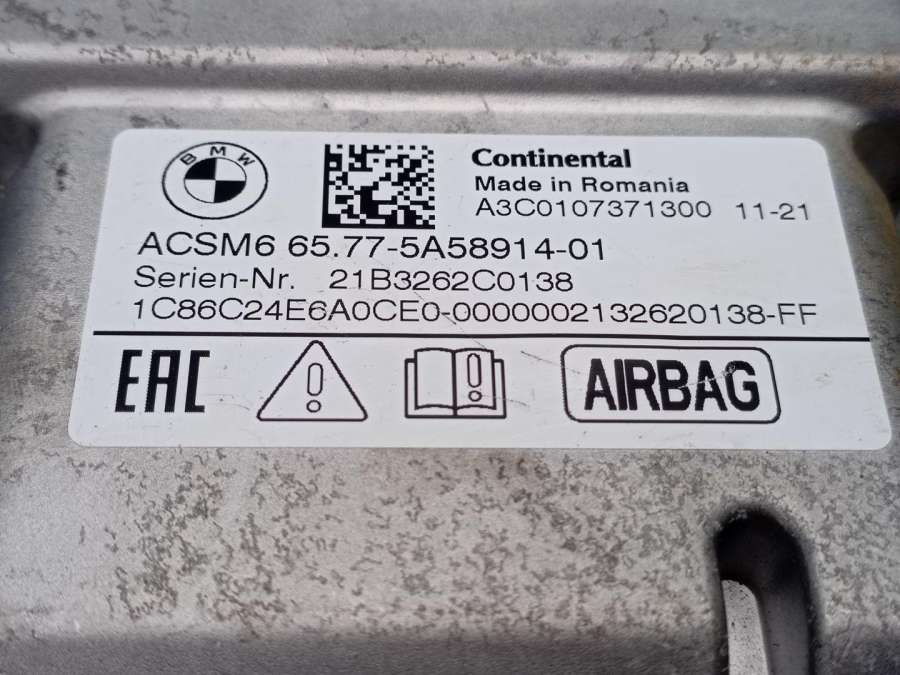 BMW
Continental
Made in Romania
A3C0107371300 11-21
ACSM6 65.77-5A58914-01
Serien-Nr. 21B3262C0138
1C86C24E6A0CE0-0000002132620138-FF
EAC
AIRBAG